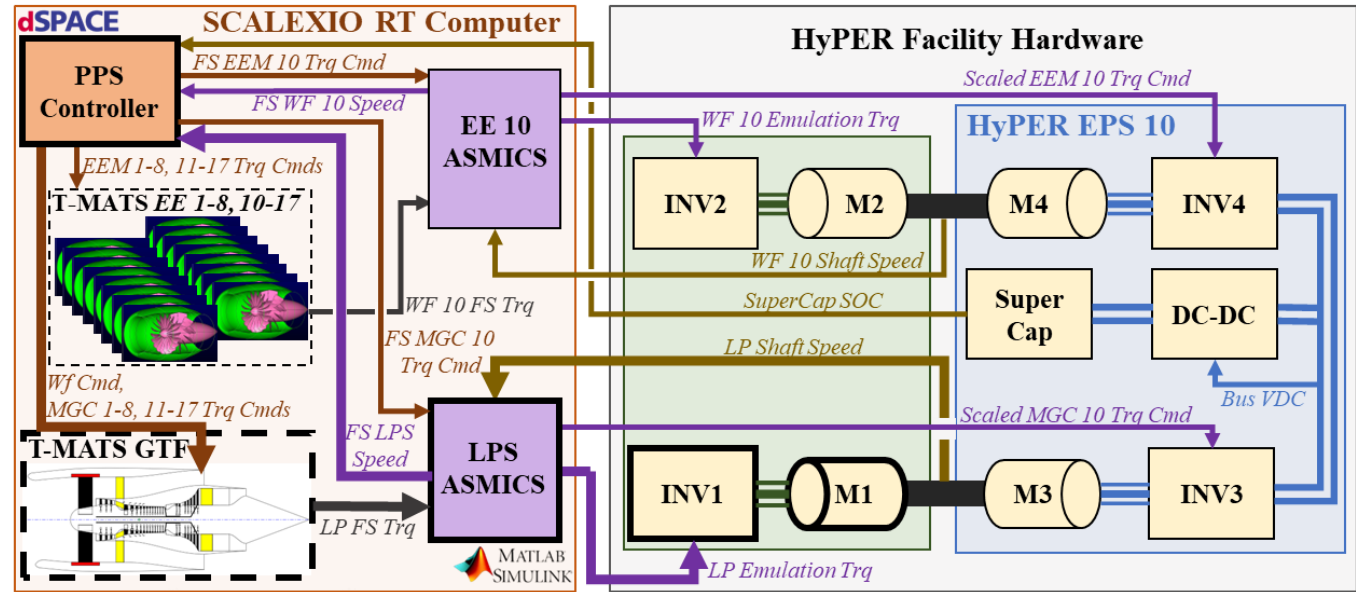 dSPACE
SCALEXIO RT Computer
PPS
Controller
FS EEM 10 Trq Cmd
FS WF 10 Speed
EE 10
ASMICS
EEM 1-8, 11-17 Trq Cmds
T-MATS EE 1-8, 10-17
WF 10 FS Trq
FS MGC 10
Trq Cmd
Wf Cmd,
MGC 1-8, 11-17 Trq Cmds
T-MATS GTF
FS LPS
Speed
LPS
ASMICS
LP FS Trq
MATLAB
SIMULINK
HyPER Facility Hardware
Scaled EEM 10 Trq Cmd
WF 10 Emulation Trq
HyPER EPS 10
INV2
M2
M4
INV4
WF 10 Shaft Speed
SuperCap SOC
Super
Cap
DC-DC
LP Shaft Speed
Bus VDC
Scaled MGC 10 Trq Cmd
INV1
M1
M3
INV3
LP Emulation Trq